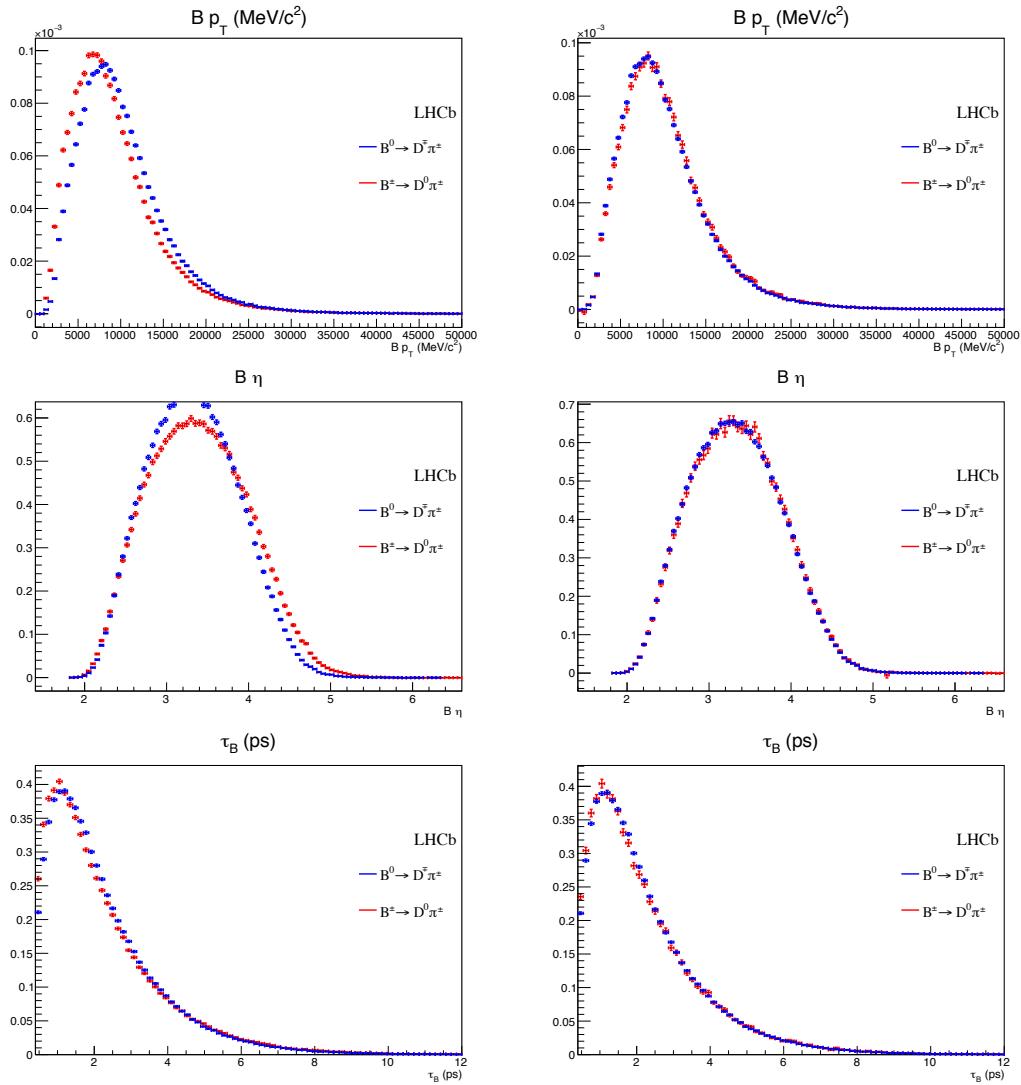 B p_T (MeV/c²)
×10⁻³
0.1
0.08
0.06
0.04
0.02
0
LHCb
B⁰→ D^∓π^±
B^±→ D⁰π^±
0 5000 10000 15000 20000 25000 30000 35000 40000 45000 50000
B p_T (MeV/c²)
B p_T (MeV/c²)
×10⁻³
0.1
0.08
0.06
0.04
0.02
0
LHCb
B⁰→ D^∓π^±
B^±→ D⁰π^±
0 5000 10000 15000 20000 25000 30000 35000 40000 45000 50000
B p_T (MeV/c²)
B η
0.6
0.5
0.4
0.3
0.2
0.1
0
LHCb
B⁰→ D^∓π^±
B^±→ D⁰π^±
2 3 4 5 6
B η
B η
0.7
0.6
0.5
0.4
0.3
0.2
0.1
0
LHCb
B⁰→ D^∓π^±
B^±→ D⁰π^±
2 3 4 5 6
B η
τ_B (ps)
0.4
0.35
0.3
0.25
0.2
0.15
0.1
0.05
0
LHCb
B⁰→ D^∓π^±
B^±→ D⁰π^±
2 4 6 8 10 12
τ_B (ps)
τ_B (ps)
0.4
0.35
0.3
0.25
0.2
0.15
0.1
0.05
0
LHCb
B⁰→ D^∓π^±
B^±→ D⁰π^±
2 4 6 8 10 12
τ_B (ps)